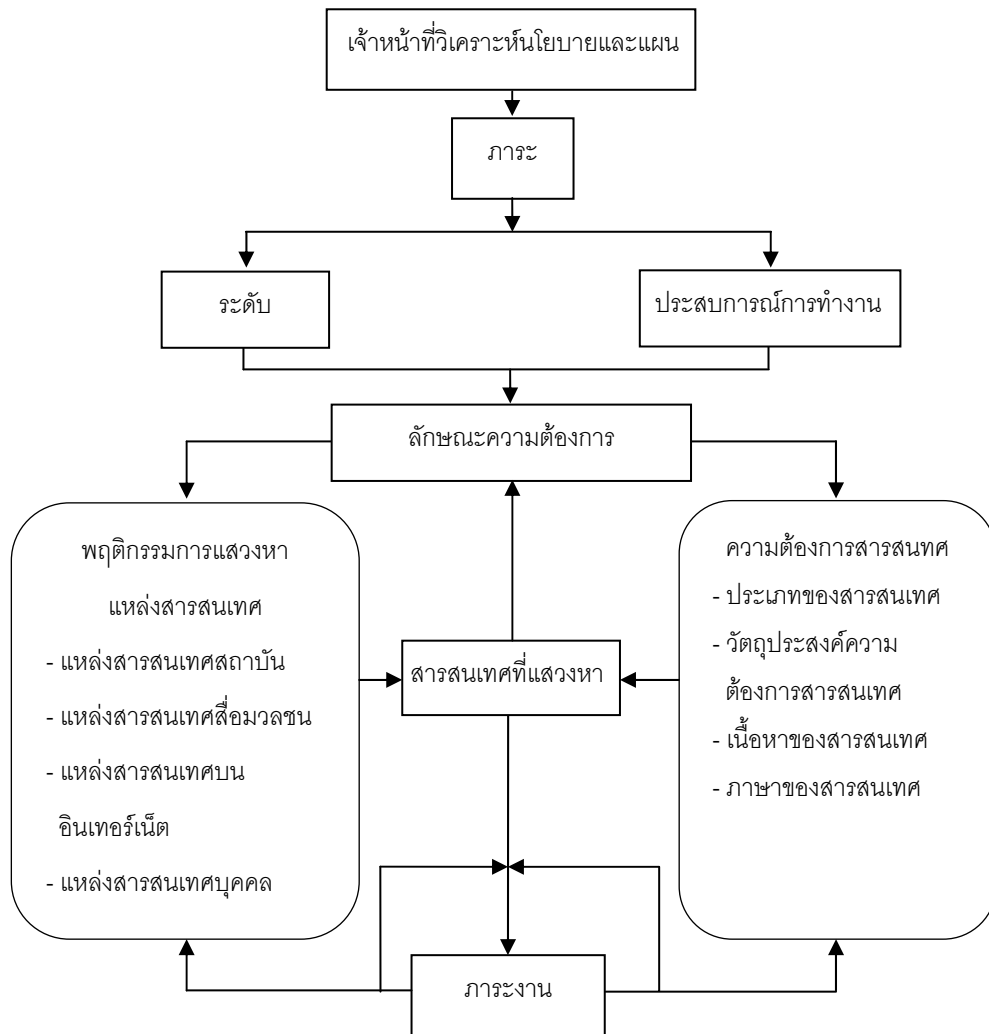 เจ้าหน้าที่วิเคราะห์นโยบายและแผน
ภาระ
ระดับ
ประสบการณ์การทำงาน
ลักษณะความต้องการ
พฤติกรรมการแสวงหา
แหล่งสารสนเทศ
- แหล่งสารสนเทศสถาบัน
- แหล่งสารสนเทศสื่อมวลชน
- แหล่งสารสนเทศบน
อินเทอร์เน็ต
- แหล่งสารสนเทศบุคคล
สารสนเทศที่แสวงหา
ความต้องการสารสนทศ
- ประเภทของสารสนเทศ
- วัตถุประสงค์ความ
ต้องการสารสนเทศ
- เนื้อหาของสารสนเทศ
- ภาษาของสารสนเทศ
ภาระงาน